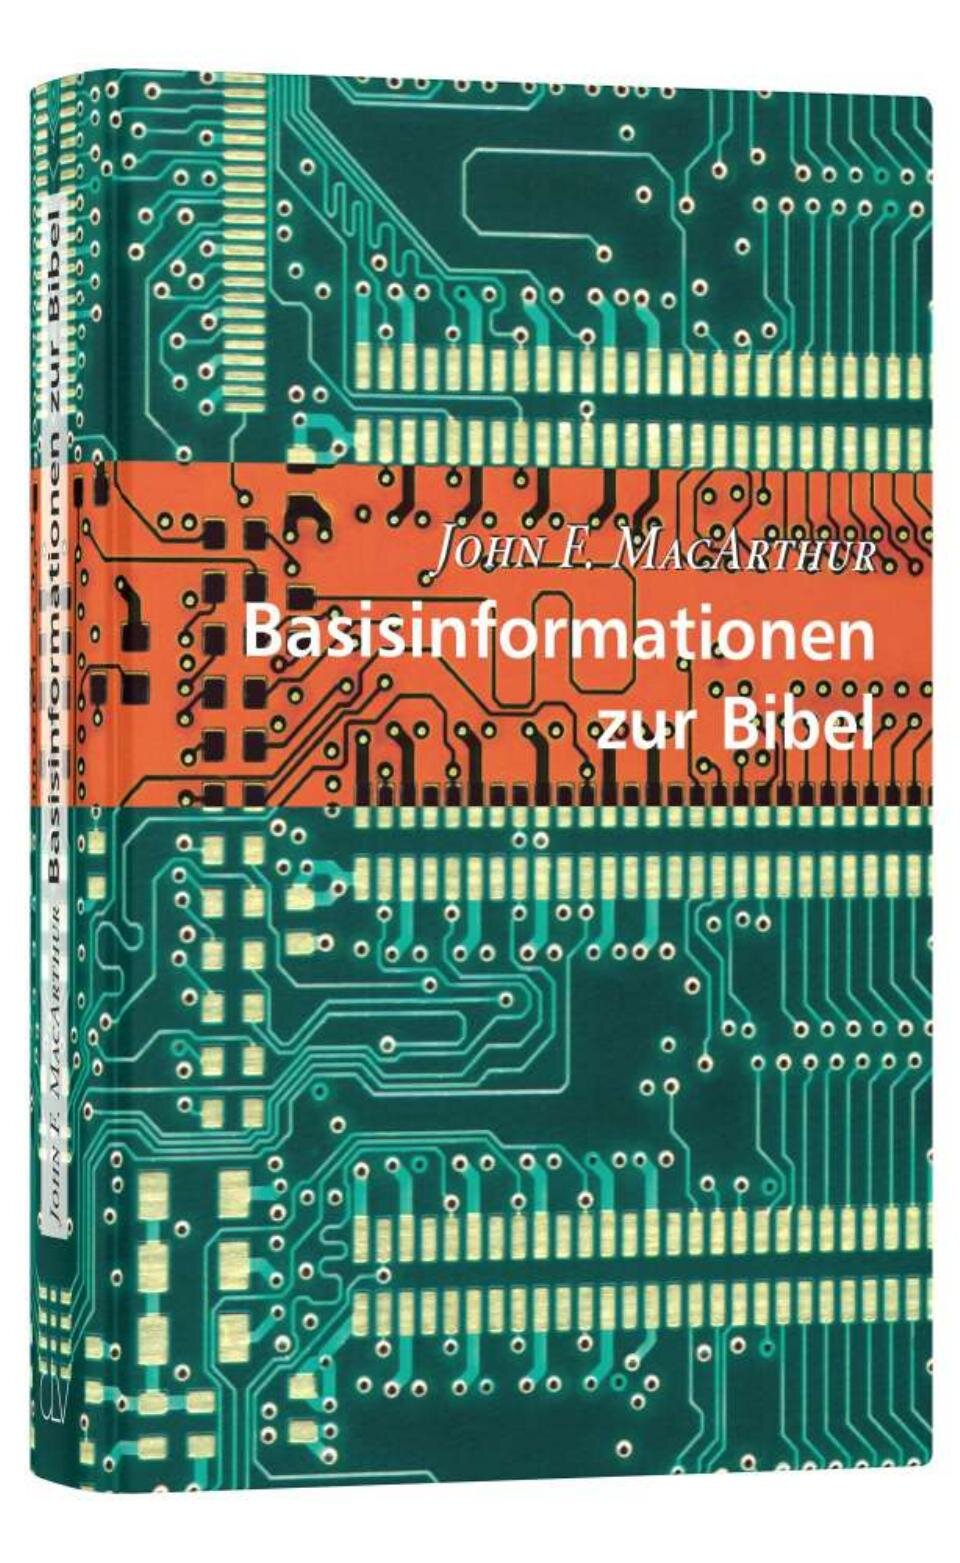 JOHN F. MACARTHUR
Basisinformationen
zur Bibel
JOHN F. MACARTHUR Basisinformationen zur Bibel
CLV